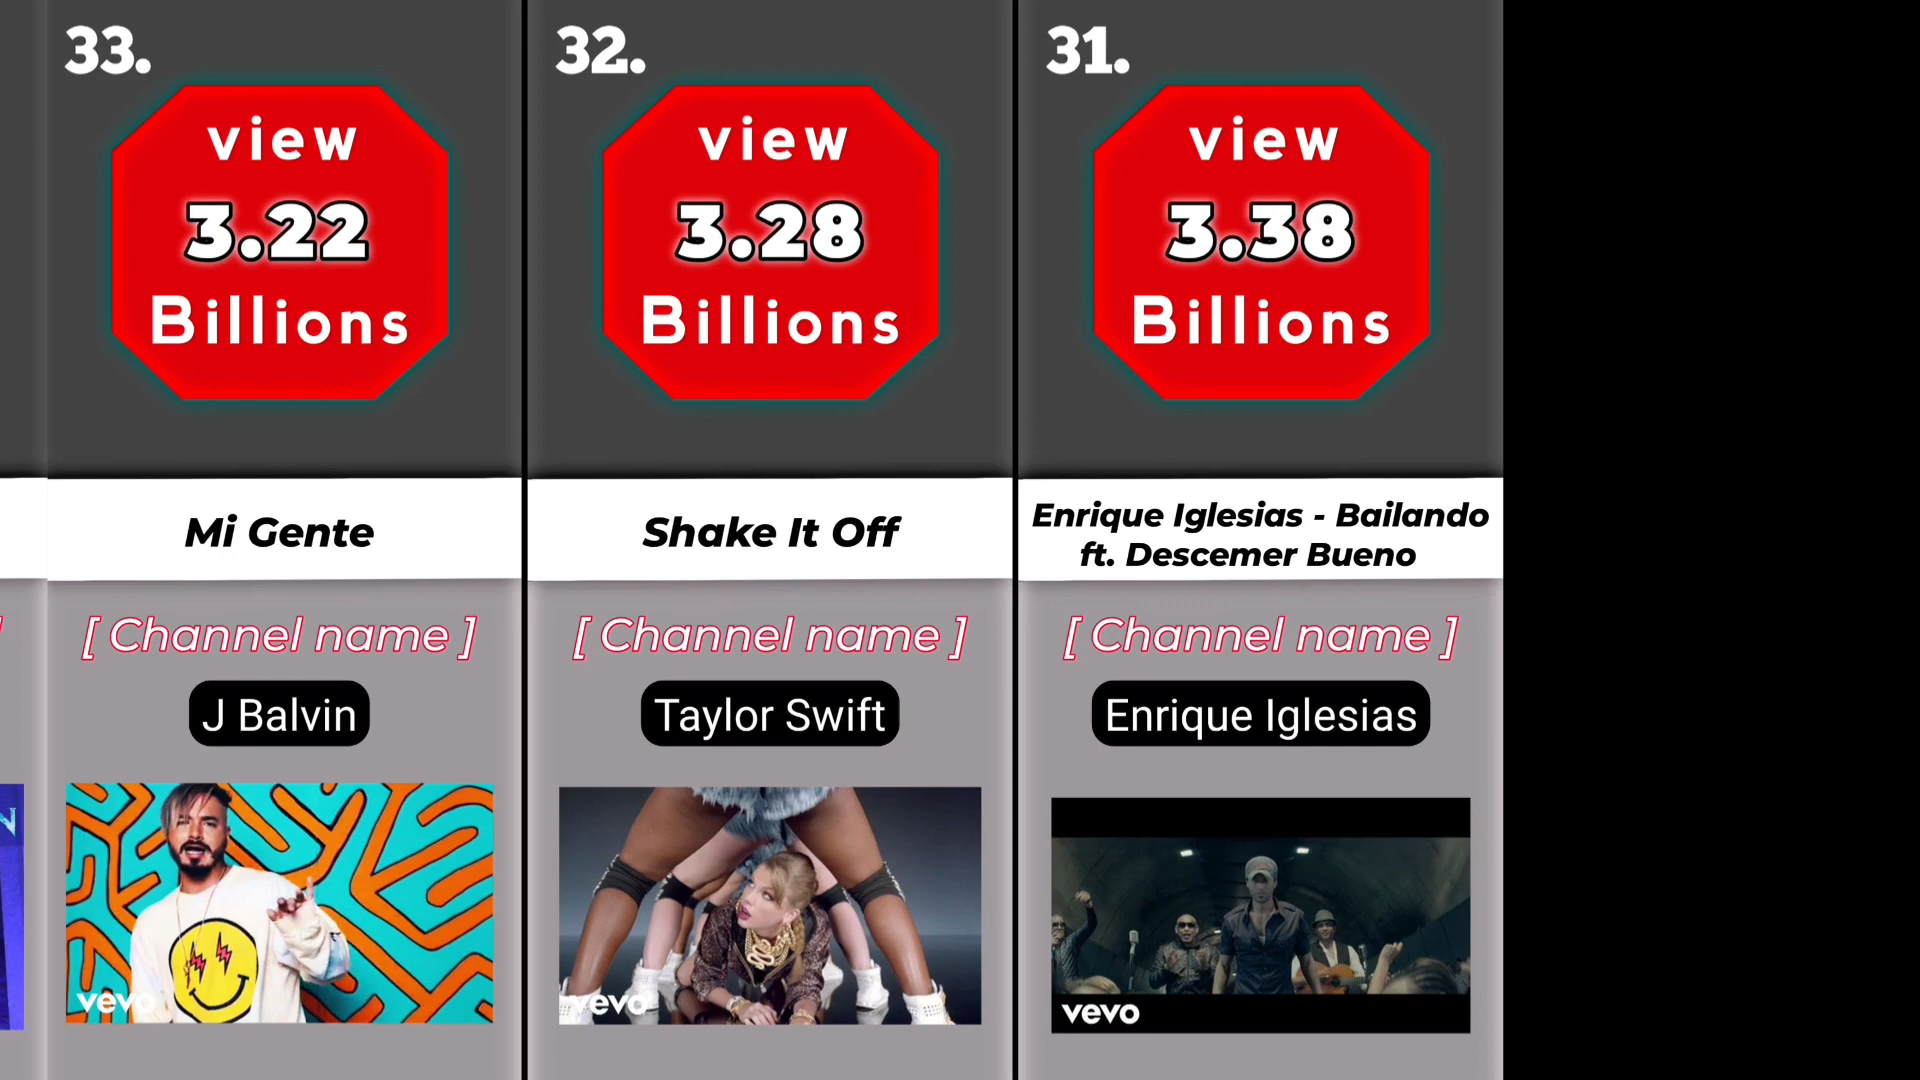 33.
view
3.22
Billions
Mi Gente
[ Channel name ]
J Balvin
vevo
32.
view
3.28
Billions
Shake It Off
[ Channel name ]
Taylor Swift
vevo
31.
view
3.38
Billions
Enrique Iglesias - Bailando
ft. Descemer Bueno
[ Channel name ]
Enrique Iglesias
vevo